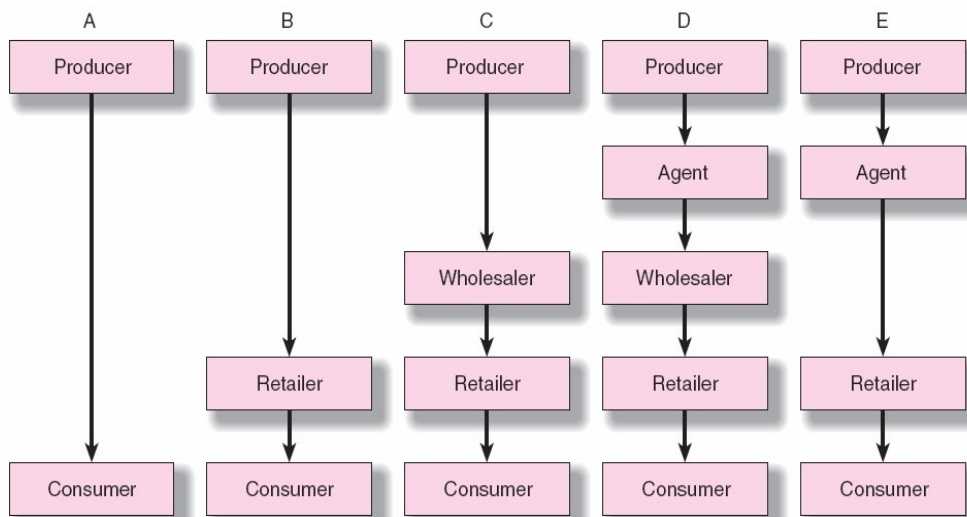 A B C D E
Producer Producer Producer Producer Producer
Agent Agent
Wholesaler Wholesaler
Retailer Retailer Retailer Retailer
Consumer Consumer Consumer Consumer Consumer